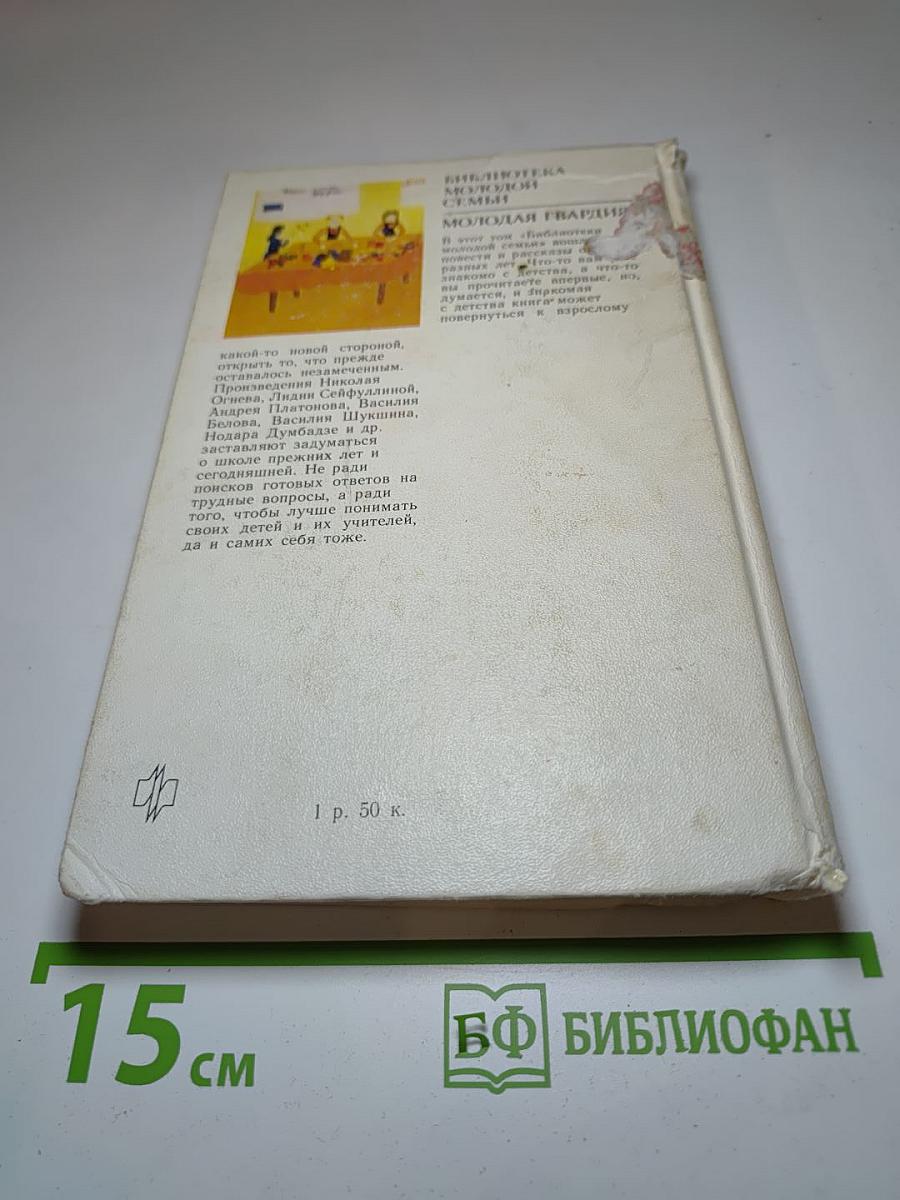 БИБЛИОТЕКА
МОЛОДОЙ
СЕМЬИ
МОЛОДАЯ ГВАРДИЯ
В этот том «Библиотеки
молодой семьи» вошли
повести и рассказы
разных лет. Что-то вам
знакомо с детства, а что-то
вы прочитаете впервые, но,
думается, и знакомая
с детства книга может
повернуться к взрослому
какой-то новой стороной,
открыть то, что прежде
оставалось незамеченным.
Произведения Николая
Огнева, Лидии Сейфуллиной,
Андрея Платонова, Василия
Белова, Василия Шукшина,
Нодара Думбадзе и др.
заставляют задуматься
о школе прежних лет и
сегодняшней. Не ради
поисков готовых ответов на
трудные вопросы, а ради
того, чтобы лучше понимать
своих детей и их учителей,
да и самих себя тоже.
1 р. 50 к.
15 см
БФ БИБЛИОФАН